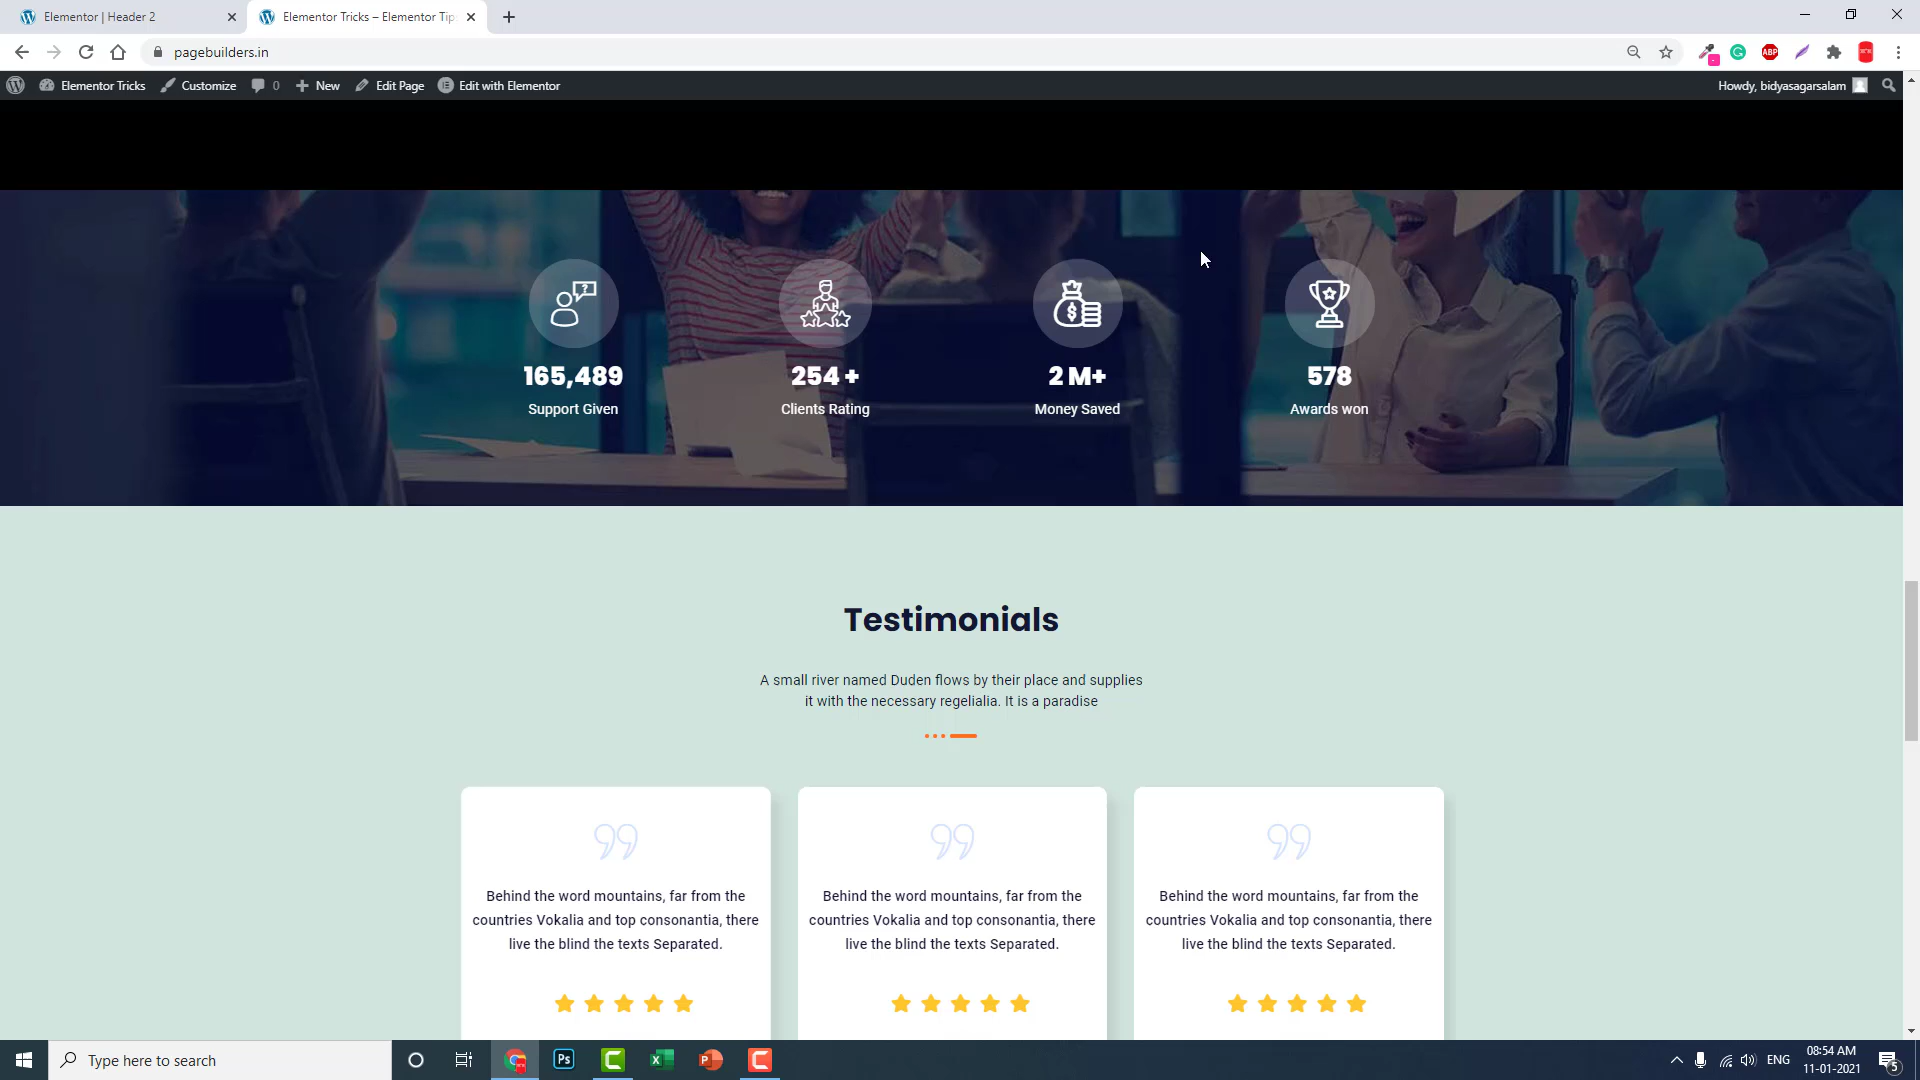 Elementor | Header 2
Elementor Tricks – Elementor Tip
pagebuilders.in
Elementor Tricks
Customize
0
New
Edit Page
Edit with Elementor
Howdy, bidyasagarsalam
165,489
254 +
2 M+
578
Support Given
Clients Rating
Money Saved
Awards won
Testimonials
A small river named Duden flows by their place and supplies
it with the necessary regelialia. It is a paradise
Behind the word mountains, far from the
countries Vokalia and top consonantia, there
live the blind the texts Separated.
Behind the word mountains, far from the
countries Vokalia and top consonantia, there
live the blind the texts Separated.
Behind the word mountains, far from the
countries Vokalia and top consonantia, there
live the blind the texts Separated.
Type here to search
Ps
ENG
08:54 AM
11-01-2021
5